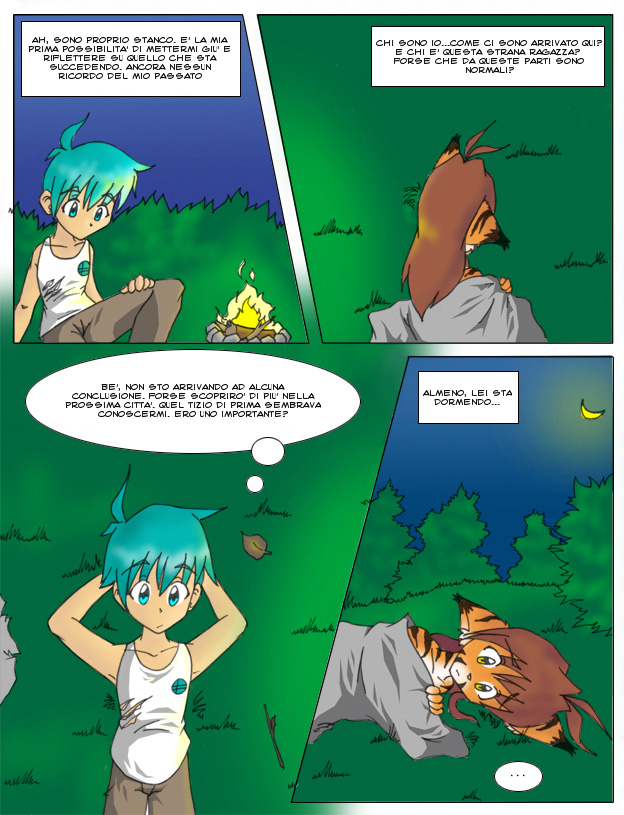 AH, SONO PROPRIO STANCO. E' LA MIA
PRIMA POSSIBILITA' DI METTERMI GIU' E
RIFLETTERE SU QUELLO CHE STA
SUCCEDENDO. ANCORA NESSUN
RICORDO DEL MIO PASSATO
CHI SONO IO...COME CI SONO ARRIVATO QUI?
E CHI E' QUESTA STRANA RAGAZZA?
FORSE CHE DA QUESTE PARTI SONO
NORMALI?
BE', NON STO ARRIVANDO AD ALCUNA
CONCLUSIONE. FORSE SCOPRIRO' DI PIU' NELLA
PROSSIMA CITTA'. QUEL TIZIO DI PRIMA SEMBRAVA
CONOSCERMI. ERO UNO IMPORTANTE?
ALMENO, LEI STA
DORMENDO...
...